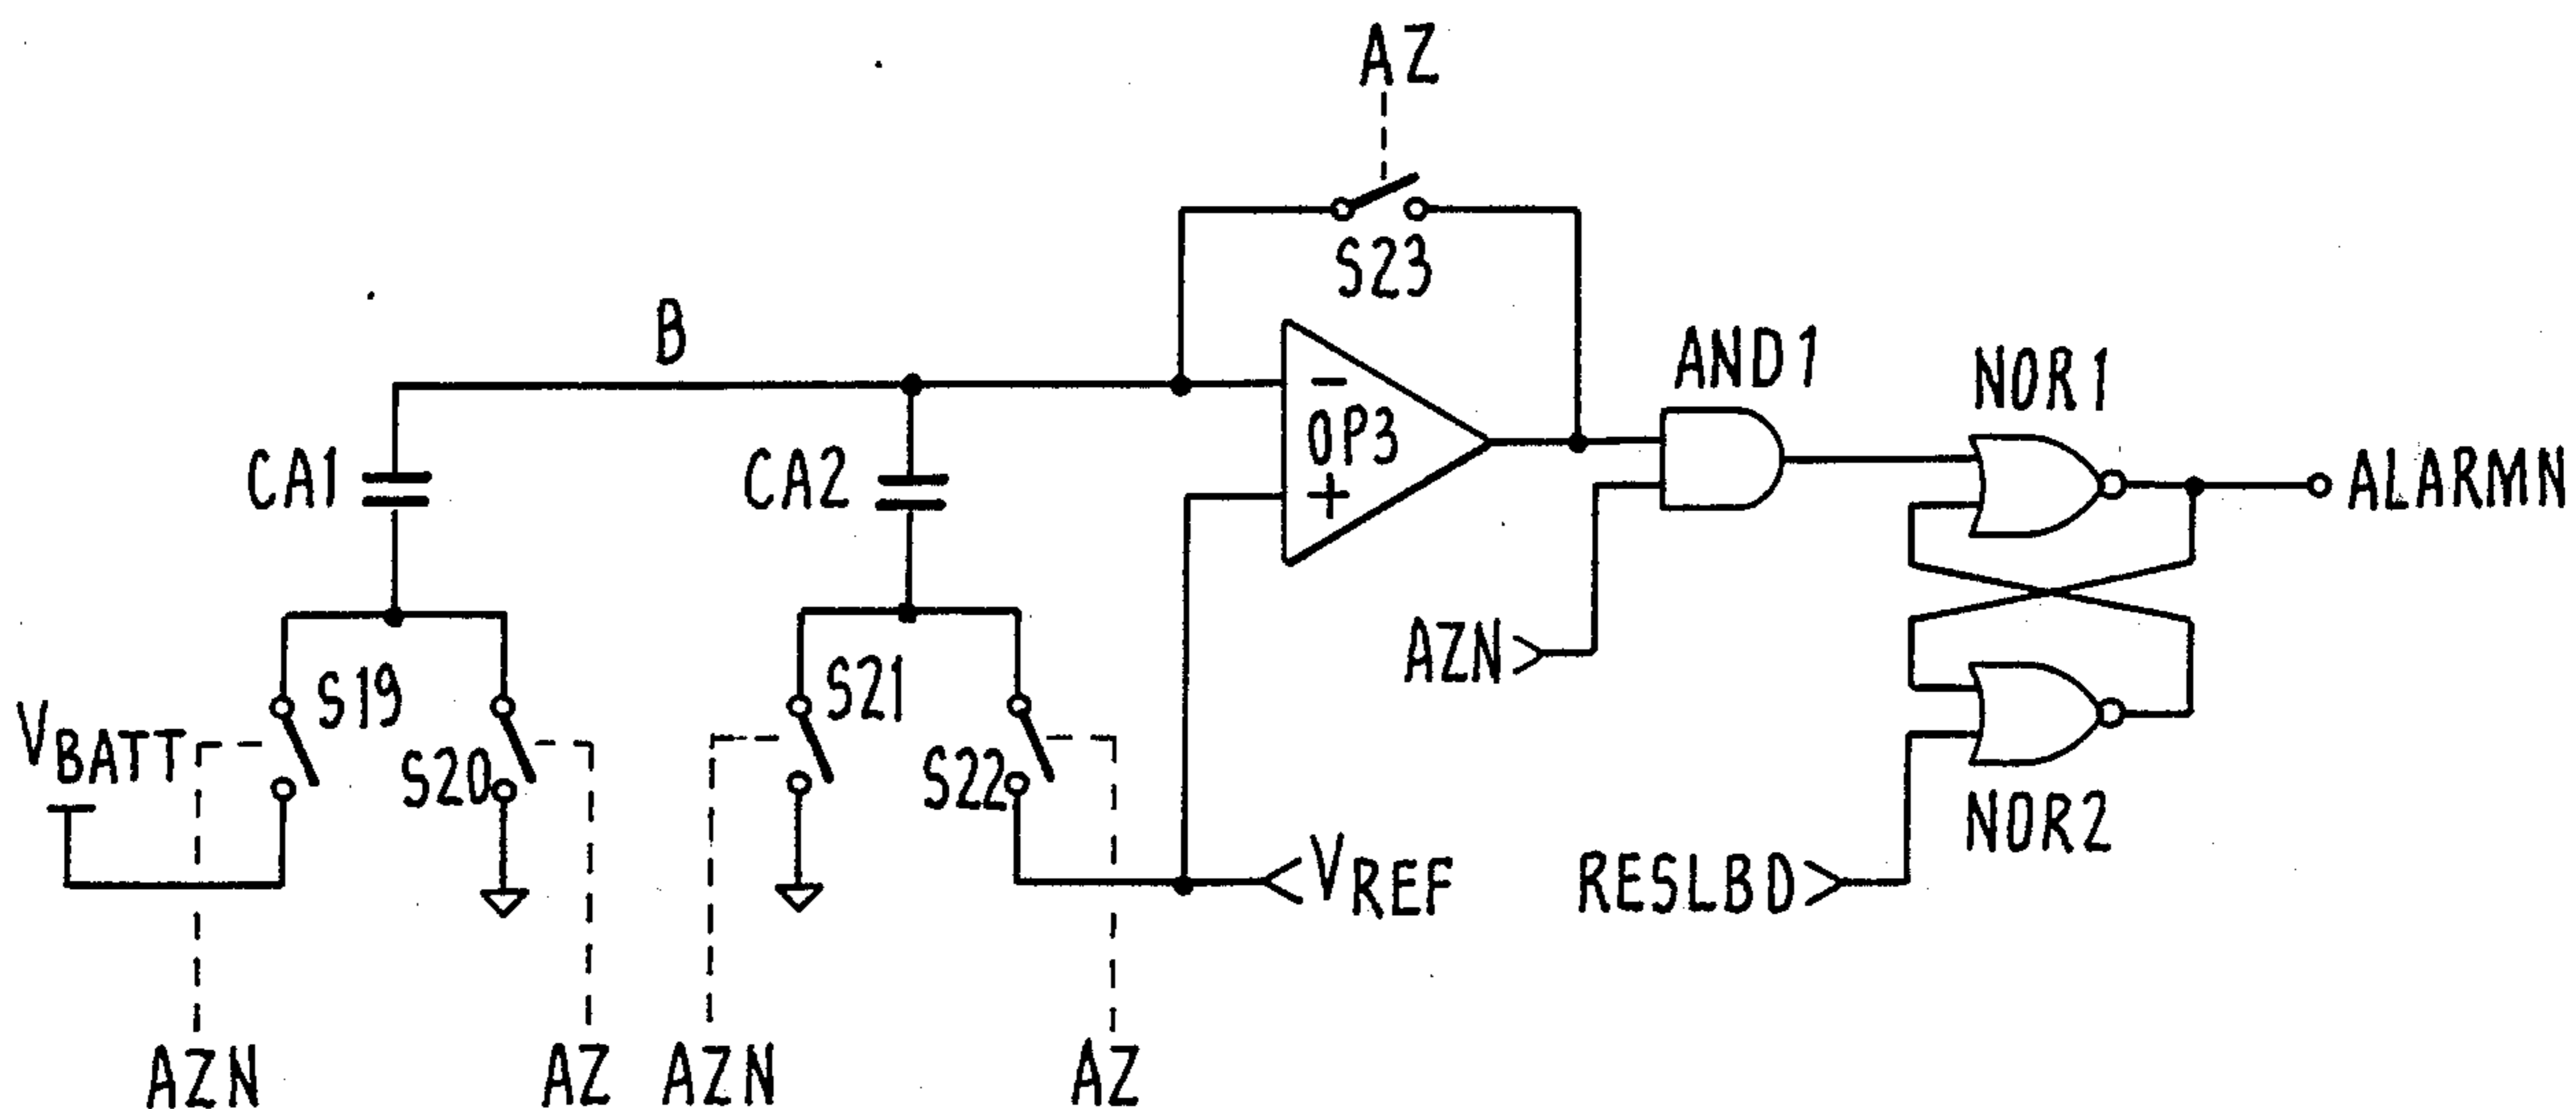 AZ
S23
B
AND1
NOR1
-
OP3
+
CA1
CA2
ALARMN
AZN
S19
S21
VBATT
S20
S22
NOR2
VREF
RESLBD
AZN
AZ
AZN
AZ